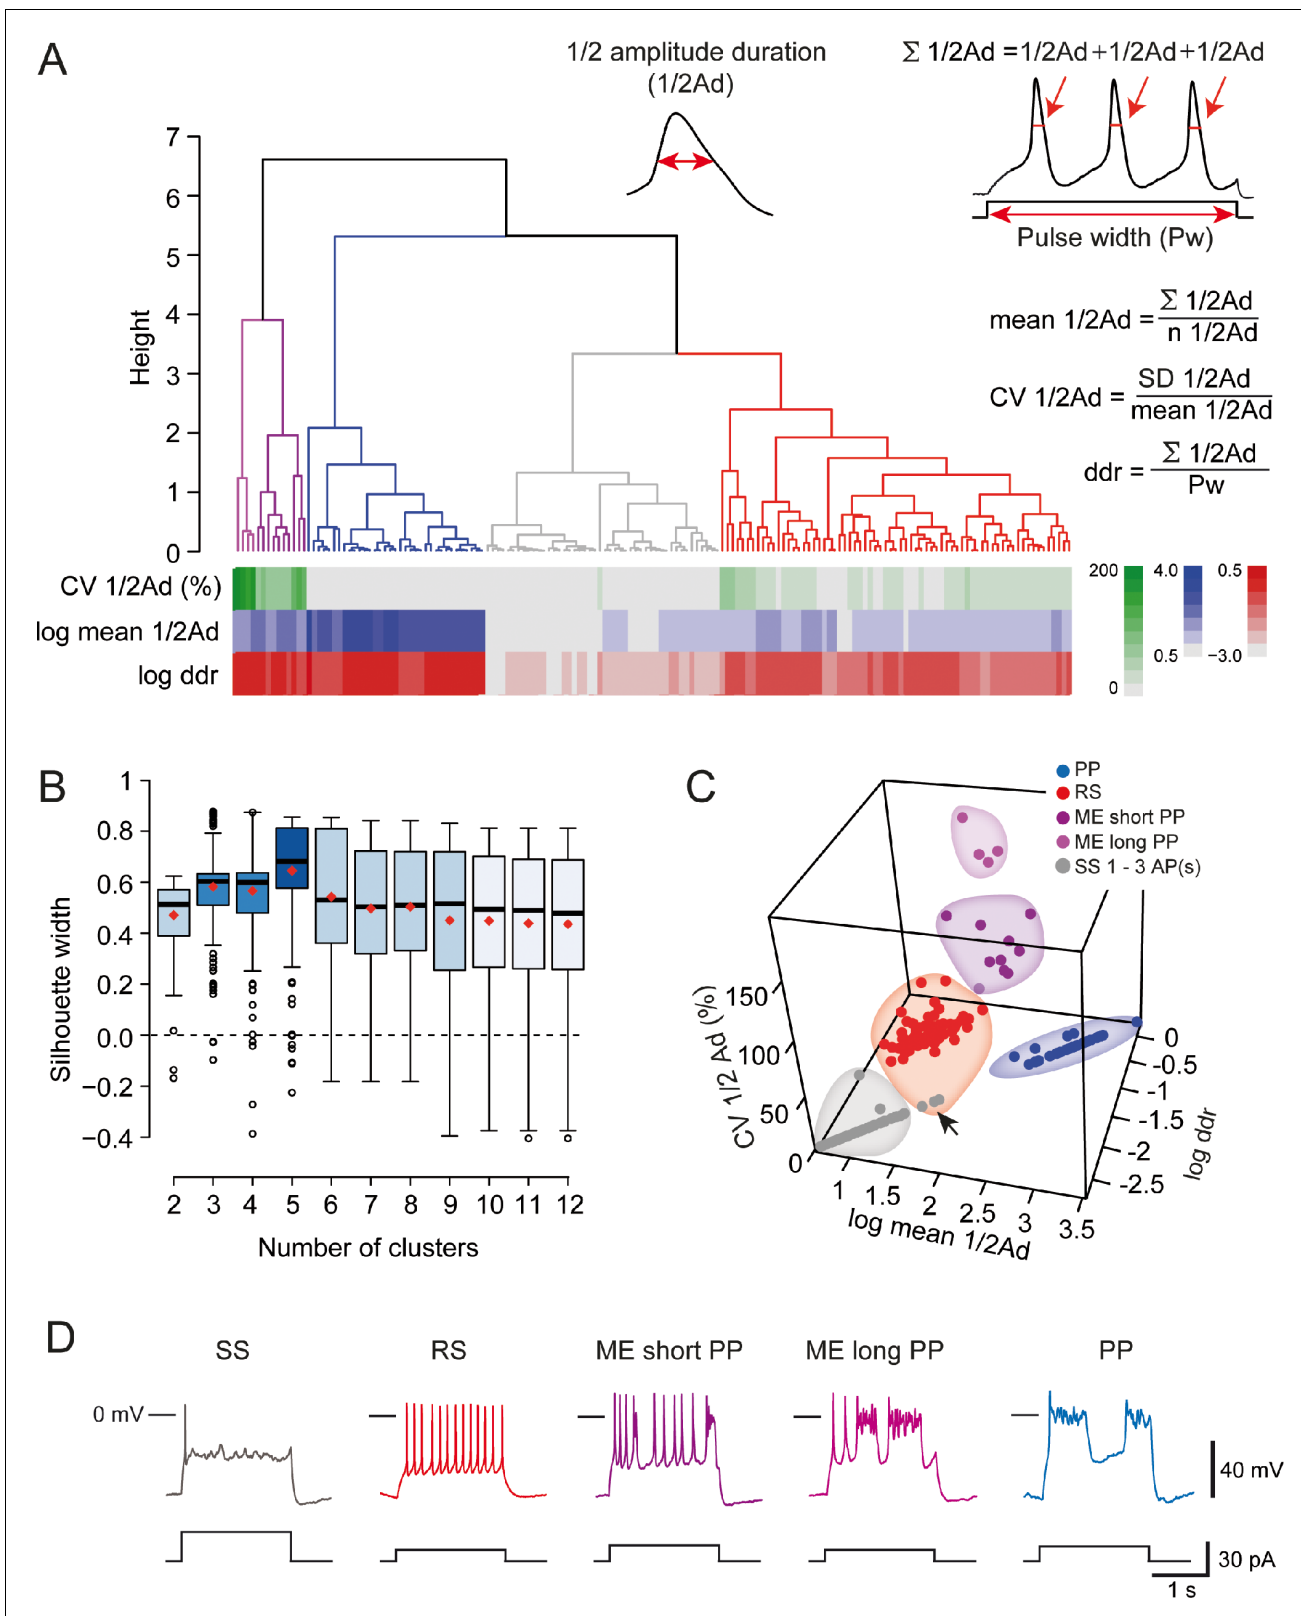 A
1/2 amplitude duration
(1/2Ad)
Σ 1/2Ad =1/2Ad+1/2Ad+1/2Ad
Pulse width (Pw)
mean 1/2Ad = Σ 1/2Ad
n 1/2Ad
CV 1/2Ad = SD 1/2Ad
mean 1/2Ad
ddr = Σ 1/2Ad
Pw
Height
7
6
5
4
3
2
1
0
CV 1/2Ad (%)
log mean 1/2Ad
log ddr
200
0
4.0
0.5
0.5
−3.0
B
Silhouette width
1
0.8
0.6
0.4
0.2
0.0
−0.2
−0.4
2 3 4 5 6 7 8 9 10 11 12
Number of clusters
C
PP
RS
ME short PP
ME long PP
SS 1 - 3 AP(s)
CV 1/2 Ad (%)
150
100
50
0
1
1.5
2
2.5
3
3.5
log mean 1/2Ad
0
-0.5
-1
-1.5
-2
-2.5
log ddr
D
SS
RS
ME short PP
ME long PP
PP
0 mV
40 mV
30 pA
1 s